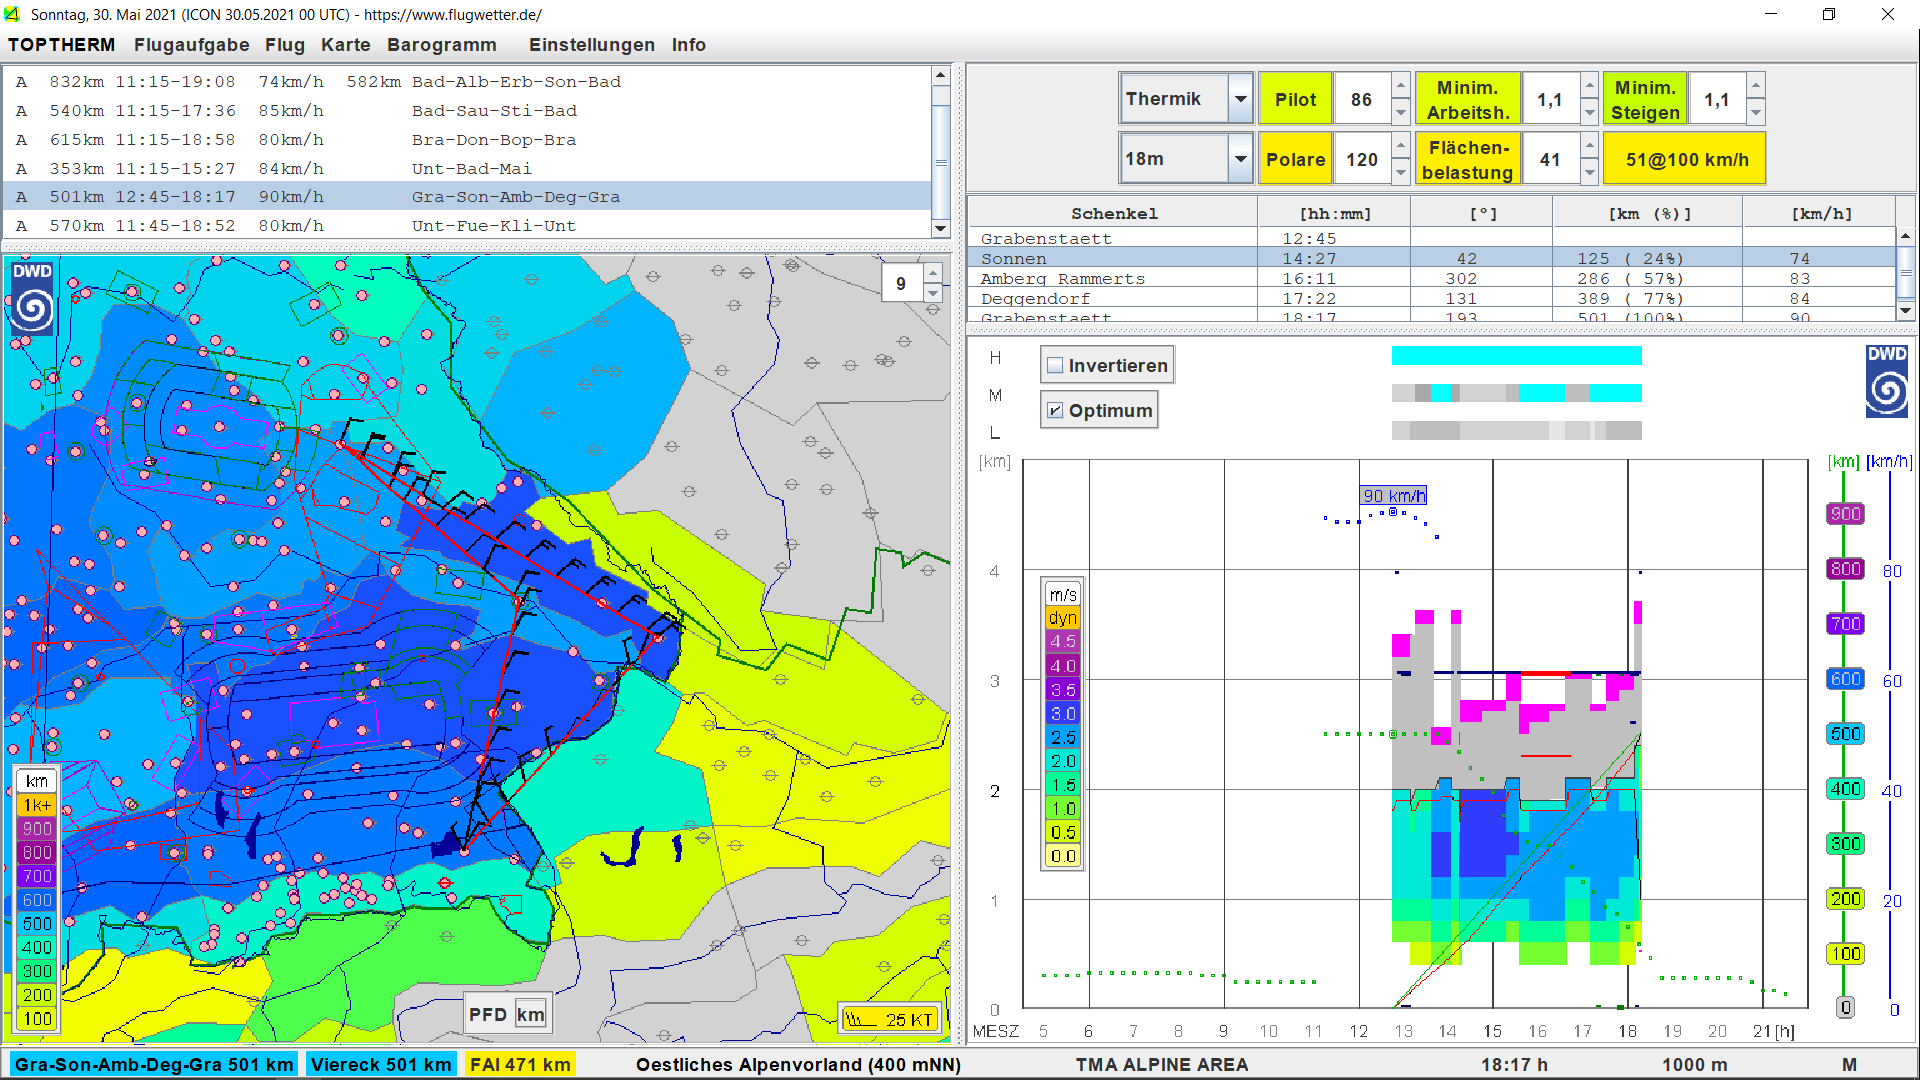 Sonntag, 30. Mai 2021 (ICON 30.05.2021 00 UTC) - https://www.flugwetter.de/
TOPTHERM Flugaufgabe Flug Karte Barogramm Einstellungen Info
A 832km 11:15-19:08 74km/h 582km Bad-Alb-Erb-Son-Bad
A 540km 11:15-17:36 85km/h Bad-Sau-Sti-Bad
A 615km 11:15-18:58 80km/h Bra-Don-Bop-Bra
A 353km 11:15-15:27 84km/h Unt-Bad-Mai
A 501km 12:45-18:17 90km/h Gra-Son-Amb-Deg-Gra
A 570km 11:45-18:52 80km/h Unt-Fue-Kli-Unt
DWD
9
km
1k+
900
800
700
600
500
400
300
200
100
PFD km
25 KT
Thermik Pilot 86 Minim. Arbeitsh. 1,1 Minim. Steigen 1,1
18m Polare 120 Flächen-belastung 41 51@100 km/h
Schenkel [hh:mm] [°] [km (%)] [km/h]
Grabenstaett 12:45
Sonnen 14:27 42 125 ( 24%) 74
Amberg Rammerts 16:11 302 286 ( 57%) 83
Deggendorf 17:22 131 389 ( 77%) 84
Grabenstaett 18:17 193 501 (100%) 90
H
M
L
Invertieren
Optimum
DWD
[km]
[km] [km/h]
90 km/h
4
3
2
1
0
m/s
dyn
4.5
4.0
3.5
3.0
2.5
2.0
1.5
1.0
0.5
0.0
900
800
700
600
500
400
300
200
100
0
80
60
40
20
0
MESZ 5 6 7 8 9 10 11 12 13 14 15 16 17 18 19 20 21 [h]
Gra-Son-Amb-Deg-Gra 501 km Viereck 501 km FAI 471 km Oestliches Alpenvorland (400 mNN) TMA ALPINE AREA 18:17 h 1000 m M